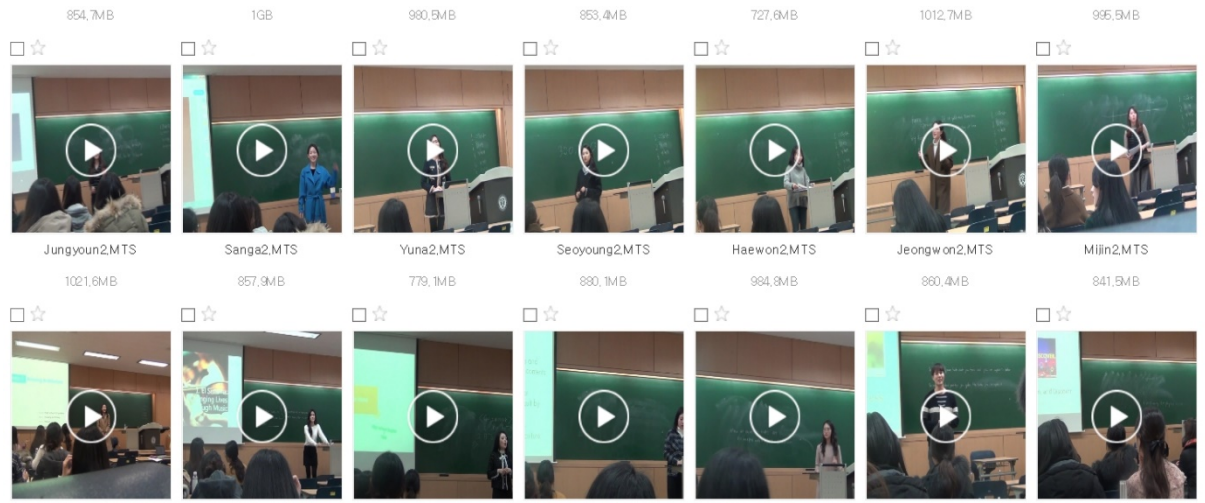 854,7MB 1GB 980,5MB 853,4MB 727,6MB 1012,7MB 995,5MB
Jungyoun2,MTS Sanga2,MTS Yuna2,MTS Seoyoung2,MTS Haewon2,MTS Jeongwon2,MTS Mijin2,MTS
1021,6MB 857,9MB 779,1MB 880,1MB 984,8MB 860,4MB 841,5MB